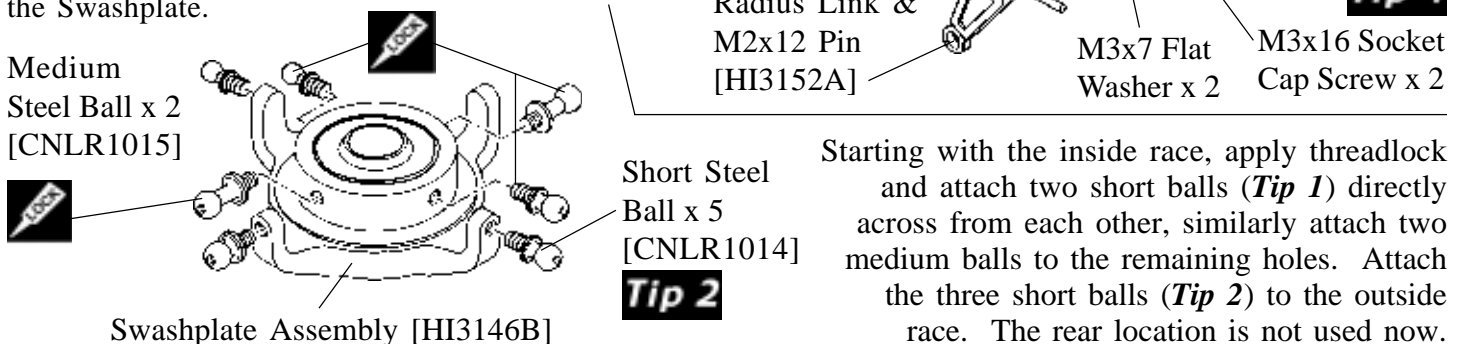 the Swashplate.
LOCK
Medium
Steel Ball x 2
[CNLR1015]
LOCK
Swashplate Assembly [HI3146B]
Short Steel
Ball x 5
[CNLR1014]
Tip 2
Radius Link &
M2x12 Pin
[HI3152A]
M3x7 Flat
Washer x 2
M3x16 Socket
Cap Screw x 2
Starting with the inside race, apply threadlock
and attach two short balls (Tip 1) directly
across from each other, similarly attach two
medium balls to the remaining holes. Attach
the three short balls (Tip 2) to the outside
race. The rear location is not used now.